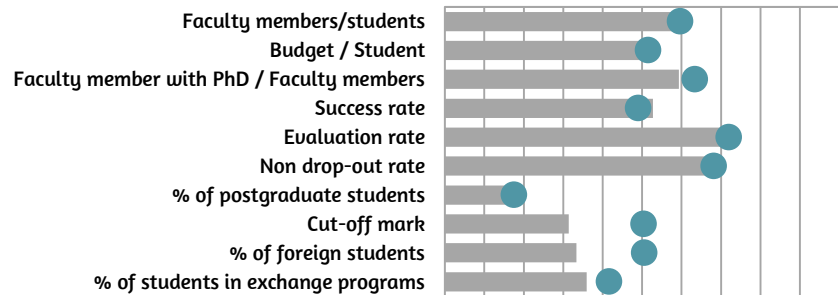 Faculty members/students
Budget / Student
Faculty member with PhD / Faculty members
Success rate
Evaluation rate
Non drop-out rate
% of postgraduate students
Cut-off mark
% of foreign students
% of students in exchange programs